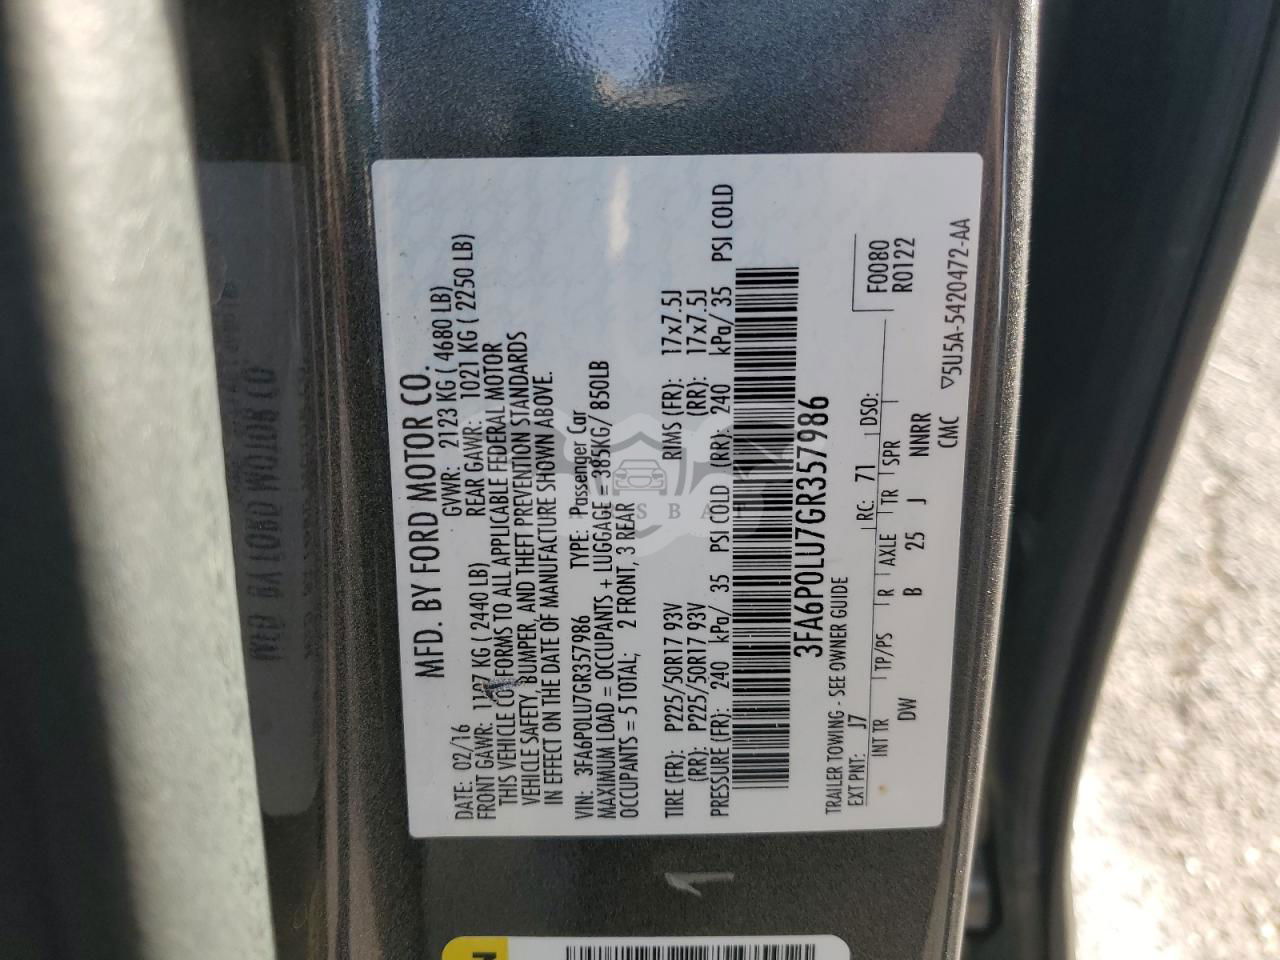 MFD. BY FORD MOTOR CO.
DATE: 02/16 GVWR: 2123 KG ( 4680 LB)
FRONT GAWR: 1107 KG ( 2440 LB) REAR GAWR: 1021 KG ( 2250 LB)
THIS VEHICLE CONFORMS TO ALL APPLICABLE FEDERAL MOTOR
VEHICLE SAFETY, BUMPER, AND THEFT PREVENTION STANDARDS
IN EFFECT ON THE DATE OF MANUFACTURE SHOWN ABOVE.
VIN: 3FA6P0LU7GR357986 TYPE: Passenger Car
MAXIMUM LOAD = OCCUPANTS + LUGGAGE = 385KG/ 850LB
OCCUPANTS = 5 TOTAL, 2 FRONT, 3 REAR
TIRE (FR): P225/50R17 93V RIMS (FR): 17x7.5J
(RR): P225/50R17 93V (RR): 17x7.5J
PRESSURE (FR): 240 kPa/ 35 PSI COLD (RR): 240 kPa/ 35 PSI COLD
3FA6P0LU7GR357986
TRAILER TOWING - SEE OWNER GUIDE
EXT PNT: J7 RC: 71 DSO: F0080
R0122
INT TR TP/PS R AXLE TR SPR
DW B 25 J NNRR
CMC
▽5U5A-5420472-AA
1